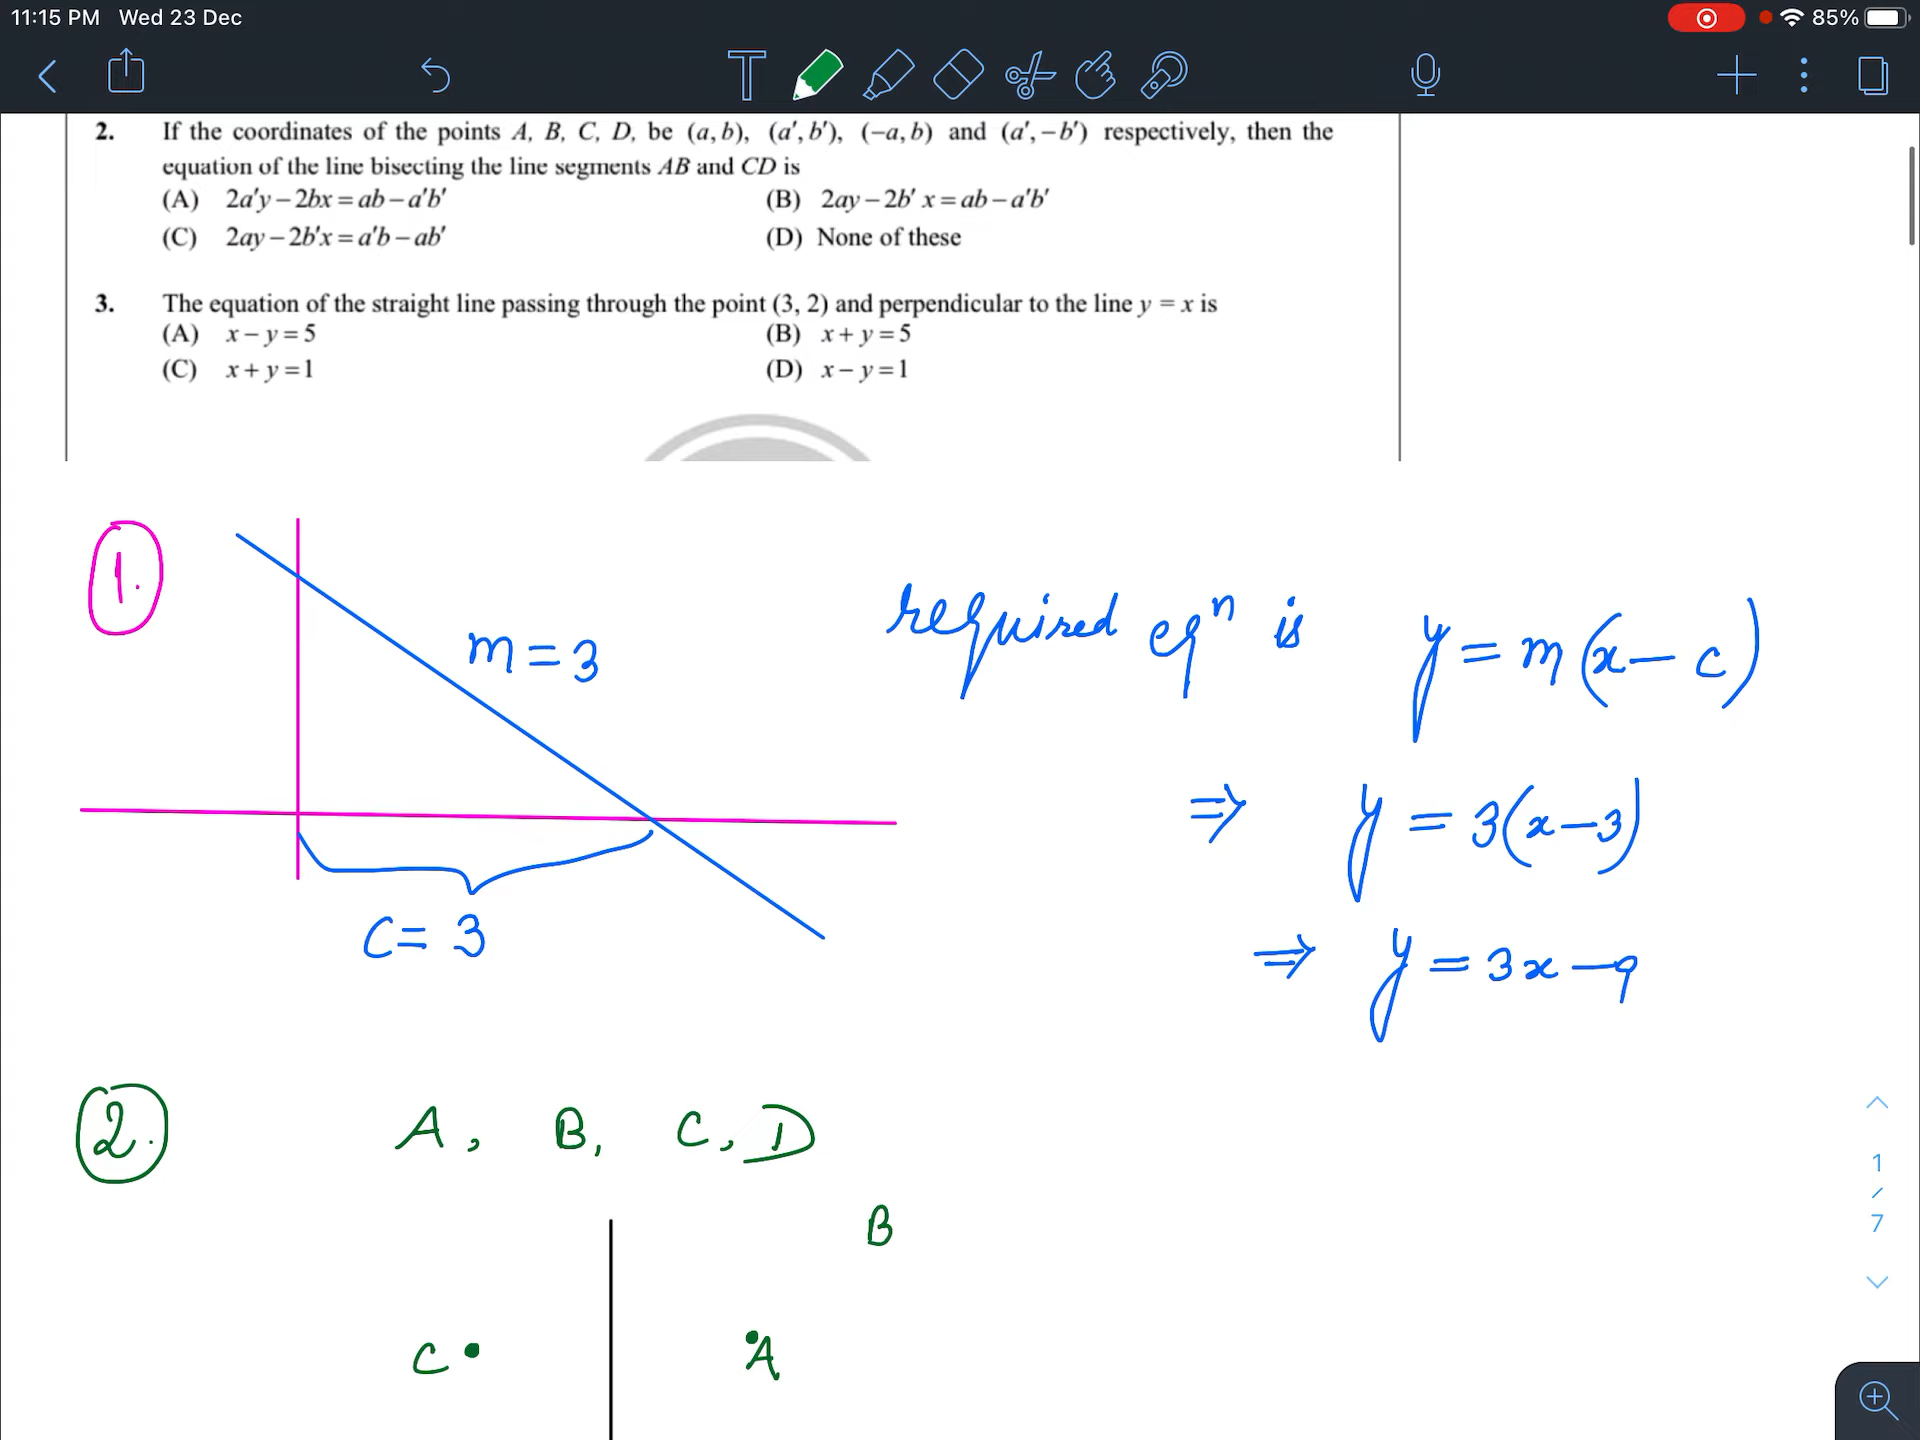 11:15 PM Wed 23 Dec
85%
2. If the coordinates of the points A, B, C, D, be (a, b), (a′, b′), (−a, b) and (a′, −b′) respectively, then the
equation of the line bisecting the line segments AB and CD is
(A) 2a′y − 2bx = ab − a′b′ (B) 2ay − 2b′ x = ab − a′b′
(C) 2ay − 2b′x = a′b − ab′ (D) None of these
3. The equation of the straight line passing through the point (3, 2) and perpendicular to the line y = x is
(A) x − y = 5 (B) x + y = 5
(C) x + y = 1 (D) x − y = 1
1.
m = 3
c = 3
required eqⁿ is y = m(x − c)
⇒ y = 3(x − 3)
⇒ y = 3x − 9
2. A, B, C, D
B
C A
1
/
7